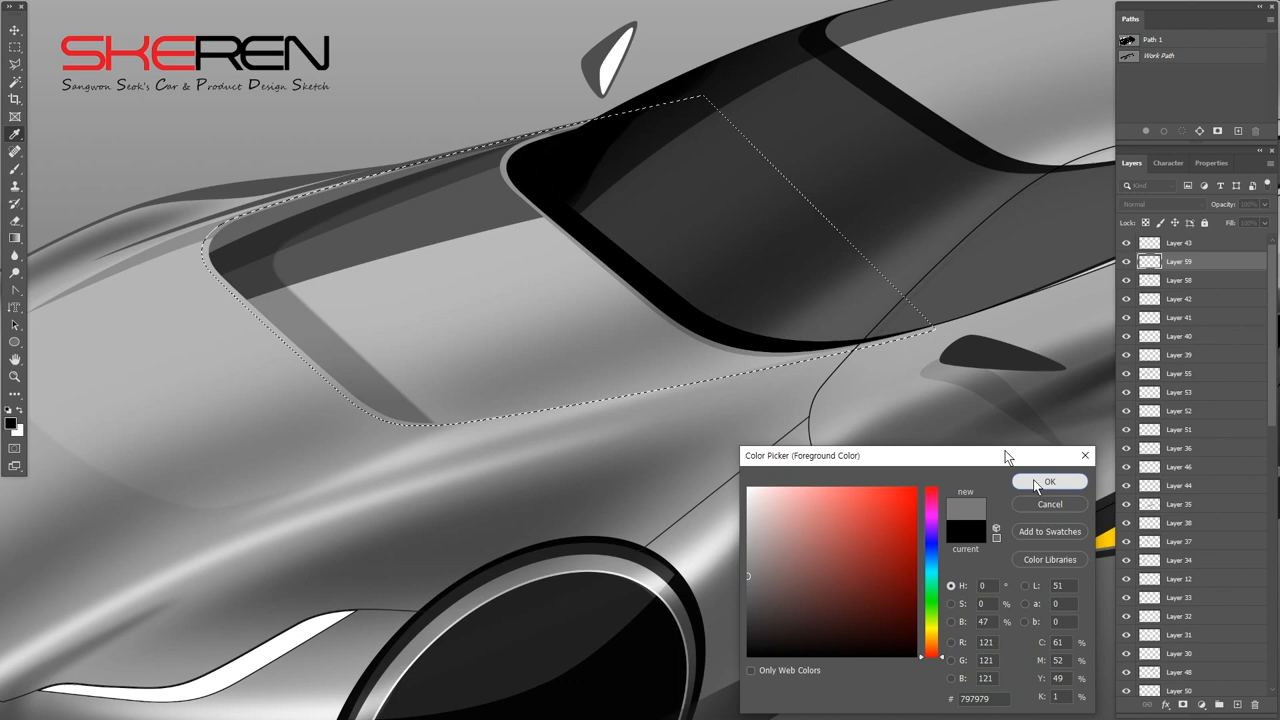 SKEREN
Sangwon Seok's Car & Product Design Sketch
Paths
Path 1
Work Path
Layers Character Properties
Kind
Normal Opacity: 100%
Lock: Fill: 100%
Layer 43
Layer 59
Layer 58
Layer 42
Layer 41
Layer 40
Layer 39
Layer 55
Layer 53
Layer 52
Layer 51
Layer 36
Layer 46
Layer 44
Layer 35
Layer 38
Layer 37
Layer 34
Layer 12
Layer 33
Layer 32
Layer 31
Layer 30
Layer 48
Layer 50
Color Picker (Foreground Color)
new
current
OK
Cancel
Add to Swatches
Color Libraries
H: 0 ° L: 51
S: 0 % a: 0
B: 47 % b: 0
R: 121 C: 61 %
G: 121 M: 52 %
B: 121 Y: 49 %
# 797979 K: 1 %
Only Web Colors